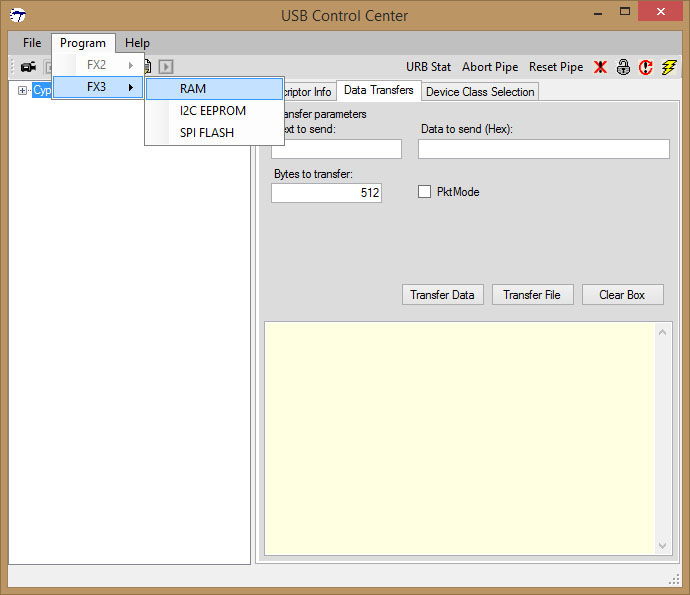 USB Control Center
File Program Help
URB Stat Abort Pipe Reset Pipe
FX2
FX3
RAM
I2C EEPROM
SPI FLASH
Cyp
criptor Info Data Transfers Device Class Selection
ansfer parameters
ext to send: Data to send (Hex):
Bytes to transfer:
512 PktMode
Transfer Data Transfer File Clear Box